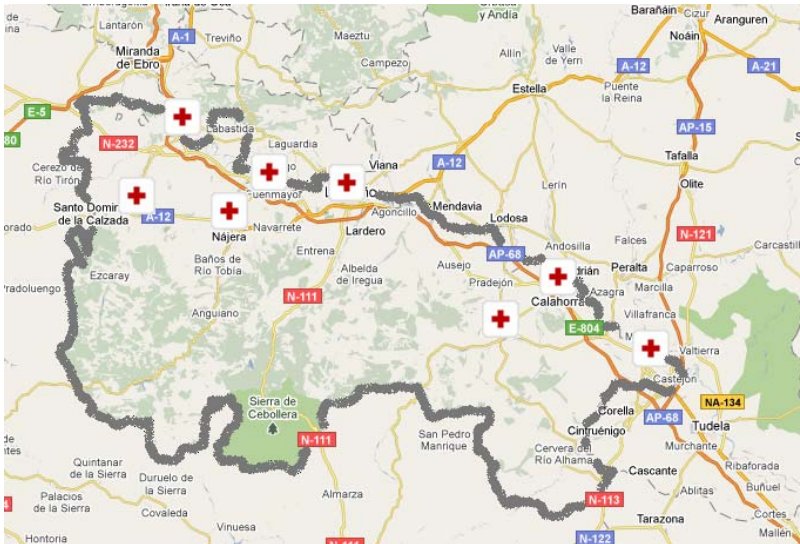 Lantarón
Treviño
Maeztu
y Andía
Barañáin
Cizur
Aranguren
Noáin
A-1
Miranda
de Ebro
Campezo
Allín
Valle
de Yerri
A-12
A-21
Estella
Puente
la Reina
E-5
80
N-232
Labastida
Laguardia
AP-15
Viana
A-12
Tafalla
Cerezo de
Río Tirón
Lerín
Olite
Santo Domin
de la Calzada
A-12
Nájera
Navarrete
Agoncillo
Mendavia
Lodosa
N-121
Lardero
Entrena
Andosilla
Falces
Carcastillo
Ezcaray
Baños de
Río Tobía
Albelda
de Iregua
Ausejo
AP-68
Peralta
Caparroso
Pradoluengo
Pradejón
Azagra
Marcilla
N-111
Calahorra
Anguiano
E-804
Villafranca
Valtierra
Castejón
Sierra de
Cebollera
NA-134
Corella
AP-68
Tudela
N-111
San Pedro
Manrique
Cintruénigo
Murchante
Cervera del
Río Alhama
Cascante
Ribaforada
Quintanar de
la Sierra
Duruelo de
la Sierra
Almarza
N-113
Ablitas
Buñuel
Palacios de
la Sierra
Covaleda
Vinuesa
Tarazona
Cortes
Mallén
Hontoria
N-111
N-122